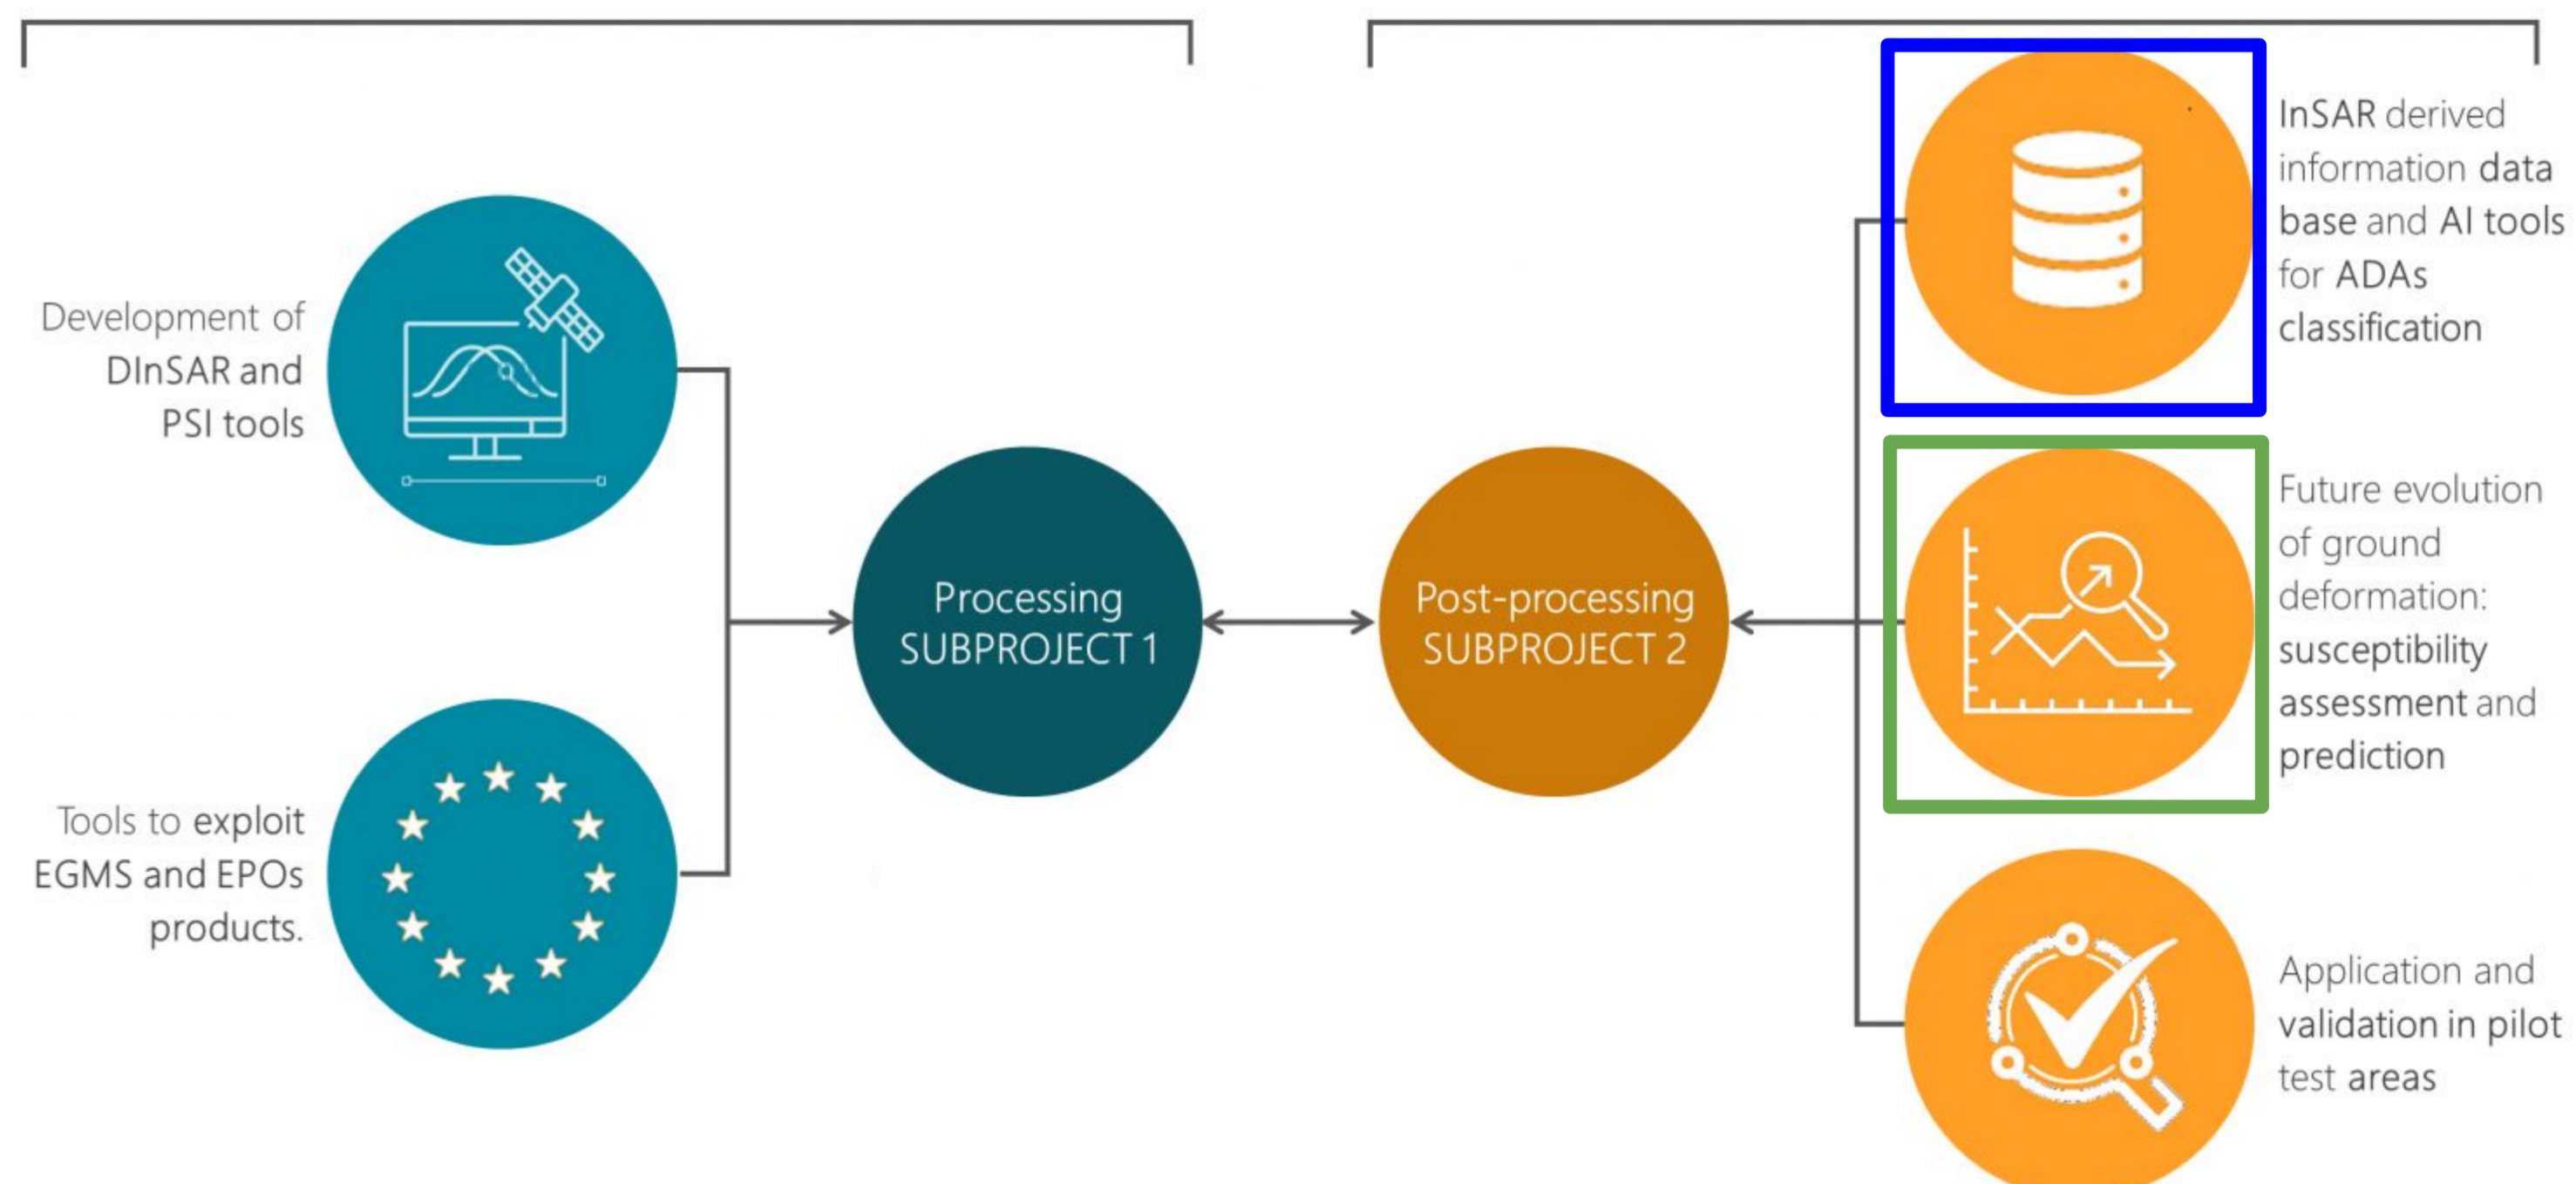 Development of
DInSAR and
PSI tools
Tools to exploit
EGMS and EPOs
products.
Processing
SUBPROJECT 1
Post-processing
SUBPROJECT 2
InSAR derived
information data
base and AI tools
for ADAs
classification
Future evolution
of ground
deformation:
susceptibility
assessment and
prediction
Application and
validation in pilot
test areas